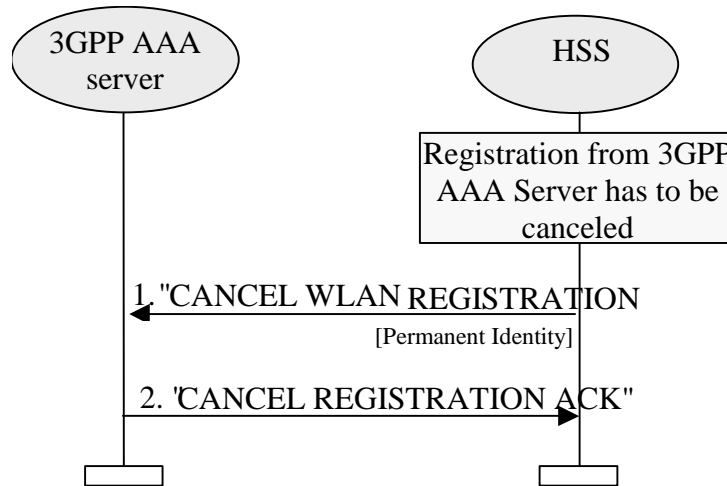 3GPP AAA
server
HSS
Registration from 3GPP
AAA Server has to be
canceled
1. "CANCEL WLAN REGISTRATION
[Permanent Identity]
2. "CANCEL REGISTRATION ACK"